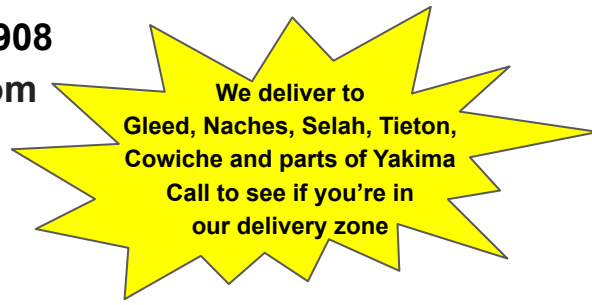 908
om
We deliver to
Gleed, Naches, Selah, Tieton,
Cowiche and parts of Yakima
Call to see if you're in
our delivery zone